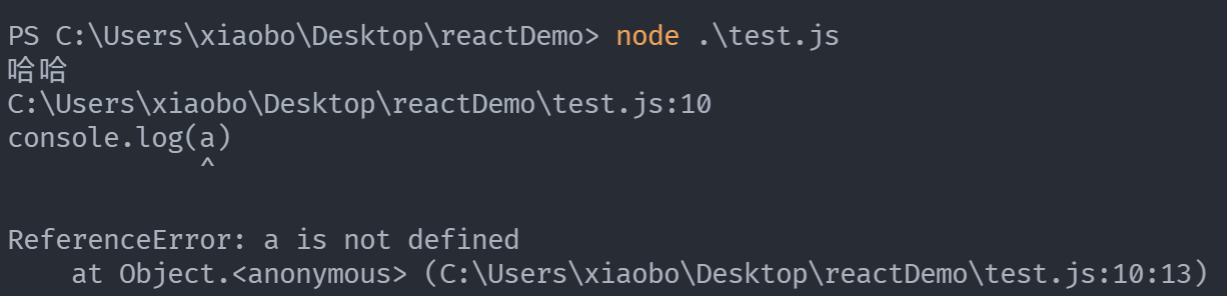 PS C:\Users\xiaobo\Desktop\reactDemo> node .\test.js
哈哈
C:\Users\xiaobo\Desktop\reactDemo\test.js:10
console.log(a)
            ^
ReferenceError: a is not defined
    at Object.<anonymous> (C:\Users\xiaobo\Desktop\reactDemo\test.js:10:13)